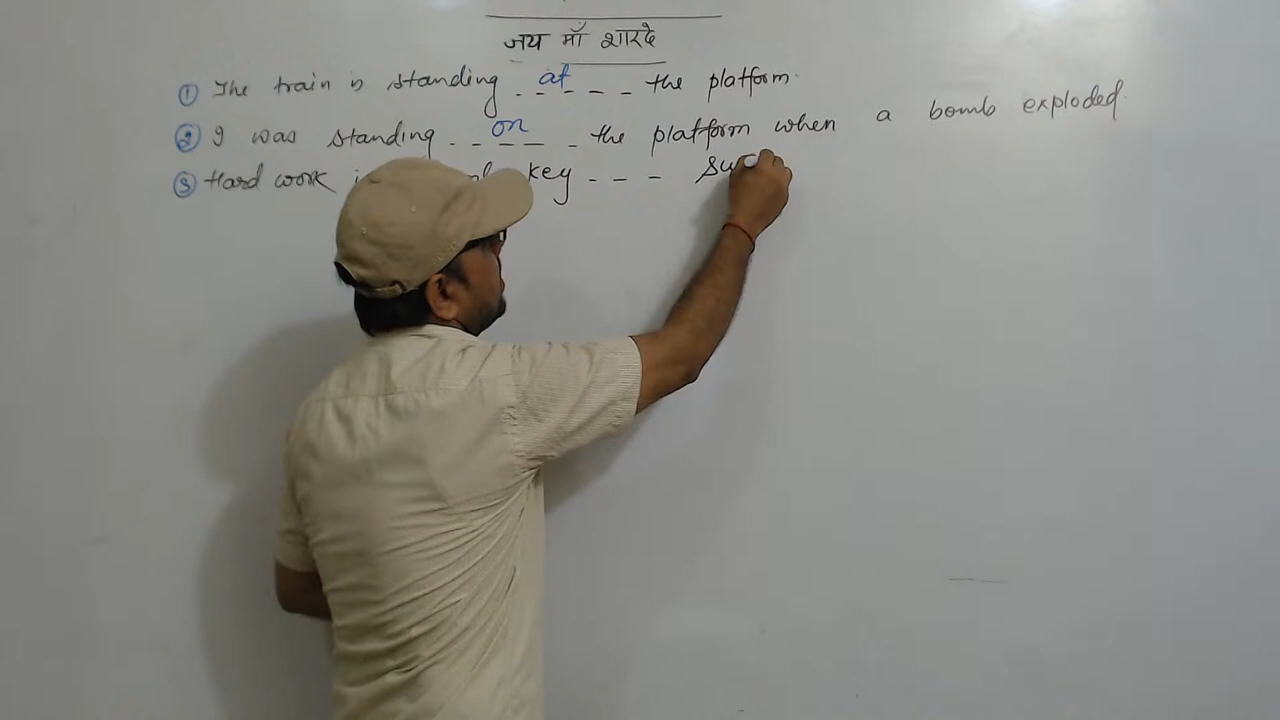 जय माँ शारदे
① The train is standing at the platform.
② I was standing on the platform when a bomb exploded.
③ Hard work key